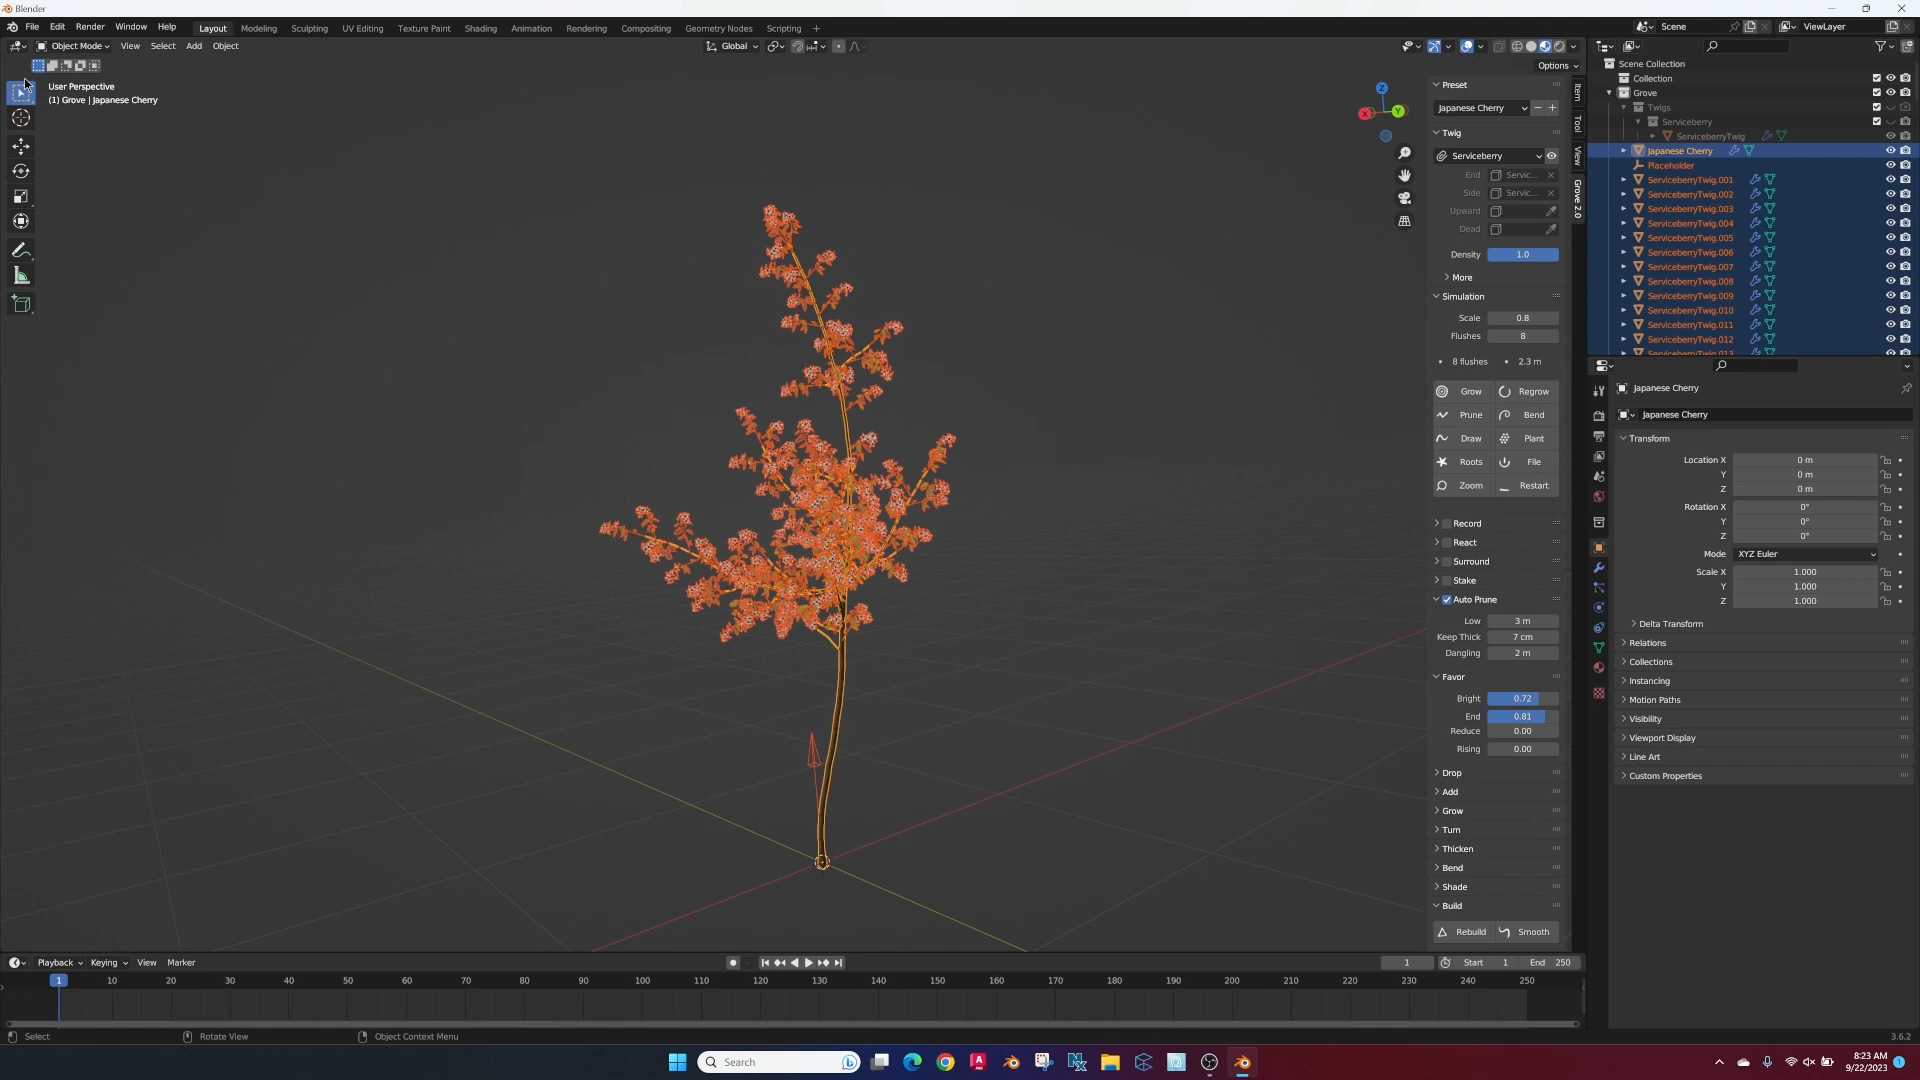 Blender
File Edit Render Window Help Layout Modeling Sculpting UV Editing Texture Paint Shading Animation Rendering Compositing Geometry Nodes Scripting +
Scene ViewLayer
Object Mode View Select Add Object Global
Options
User Perspective
(1) Grove | Japanese Cherry
Z
X
Y
Preset
Japanese Cherry
Twig
Serviceberry
End Servic...
Side Servic...
Upward
Dead
Density 1.0
More
Simulation
Scale 0.8
Flushes 8
• 8 flushes • 2.3 m
Grow Regrow
Prune Bend
Draw Plant
Roots File
Zoom Restart
Record
React
Surround
Stake
Auto Prune
Low 3 m
Keep Thick 7 cm
Dangling 2 m
Favor
Bright 0.72
End 0.81
Reduce 0.00
Rising 0.00
Drop
Add
Grow
Turn
Thicken
Bend
Shade
Build
Rebuild Smooth
Item
Tool
View
Grove 2.0
Scene Collection
Collection
Grove
Twigs
Serviceberry
ServiceberryTwig
Japanese Cherry
Placeholder
ServiceberryTwig.001
ServiceberryTwig.002
ServiceberryTwig.003
ServiceberryTwig.004
ServiceberryTwig.005
ServiceberryTwig.006
ServiceberryTwig.007
ServiceberryTwig.008
ServiceberryTwig.009
ServiceberryTwig.010
ServiceberryTwig.011
ServiceberryTwig.012
ServiceberryTwig.013
Japanese Cherry
Japanese Cherry
Transform
Location X 0 m
Y 0 m
Z 0 m
Rotation X 0°
Y 0°
Z 0°
Mode XYZ Euler
Scale X 1.000
Y 1.000
Z 1.000
Delta Transform
Relations
Collections
Instancing
Motion Paths
Visibility
Viewport Display
Line Art
Custom Properties
Playback Keying View Marker
1 Start 1 End 250
1 10 20 30 40 50 60 70 80 90 100 110 120 130 140 150 160 170 180 190 200 210 220 230 240 250
Select Rotate View Object Context Menu
3.6.2
Search
8:23 AM
9/22/2023
1